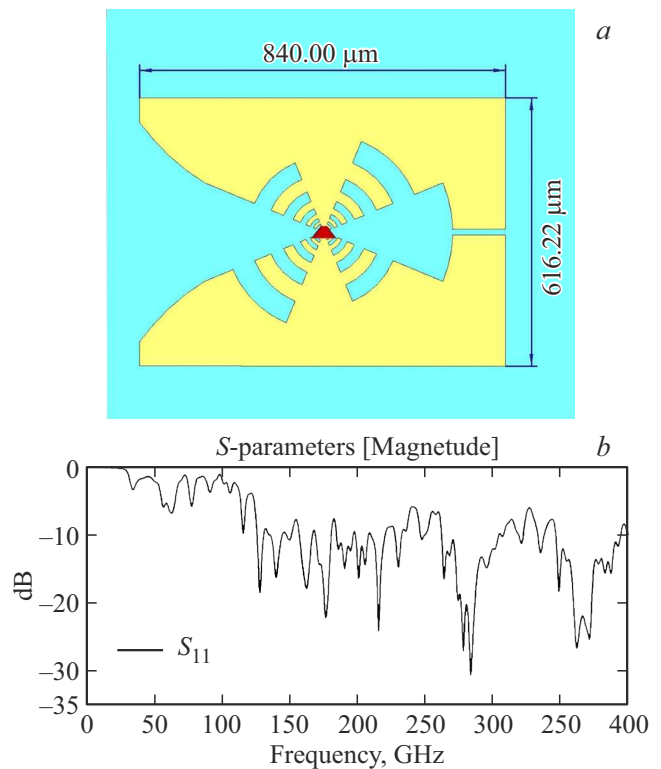 a
840.00 μm
616.22 μm
S-parameters [Magnetude]
b
0
−10
−20
−30
−35
dB
S11
0
50
100
150
200
250
300
350
400
Frequency, GHz